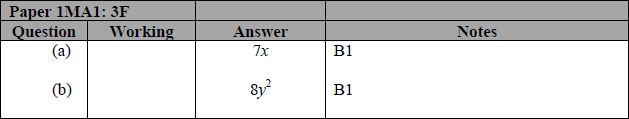 Paper 1MA1: 3F
Question Working Answer Notes
(a) 7x B1
(b) 8y² B1